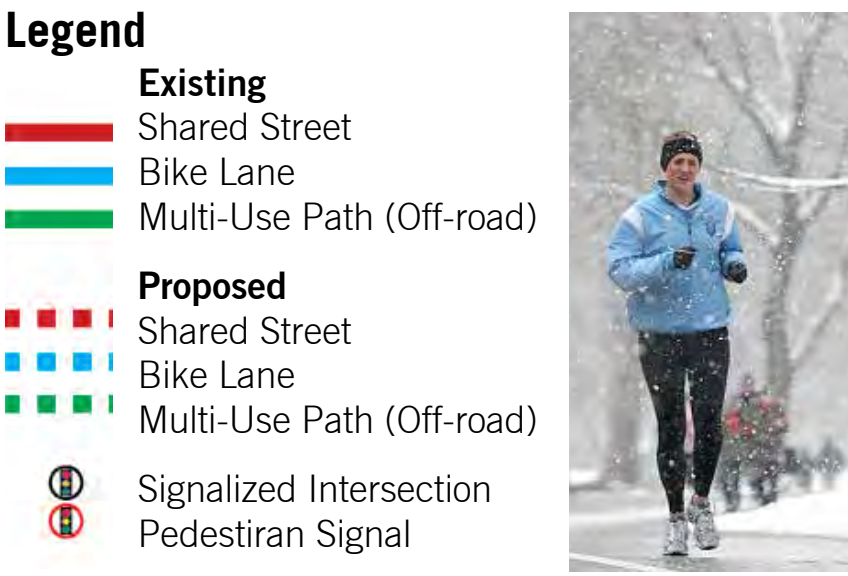 Legend
Existing
Shared Street
Bike Lane
Multi-Use Path (Off-road)
Proposed
Shared Street
Bike Lane
Multi-Use Path (Off-road)
Signalized Intersection
Pedestiran Signal